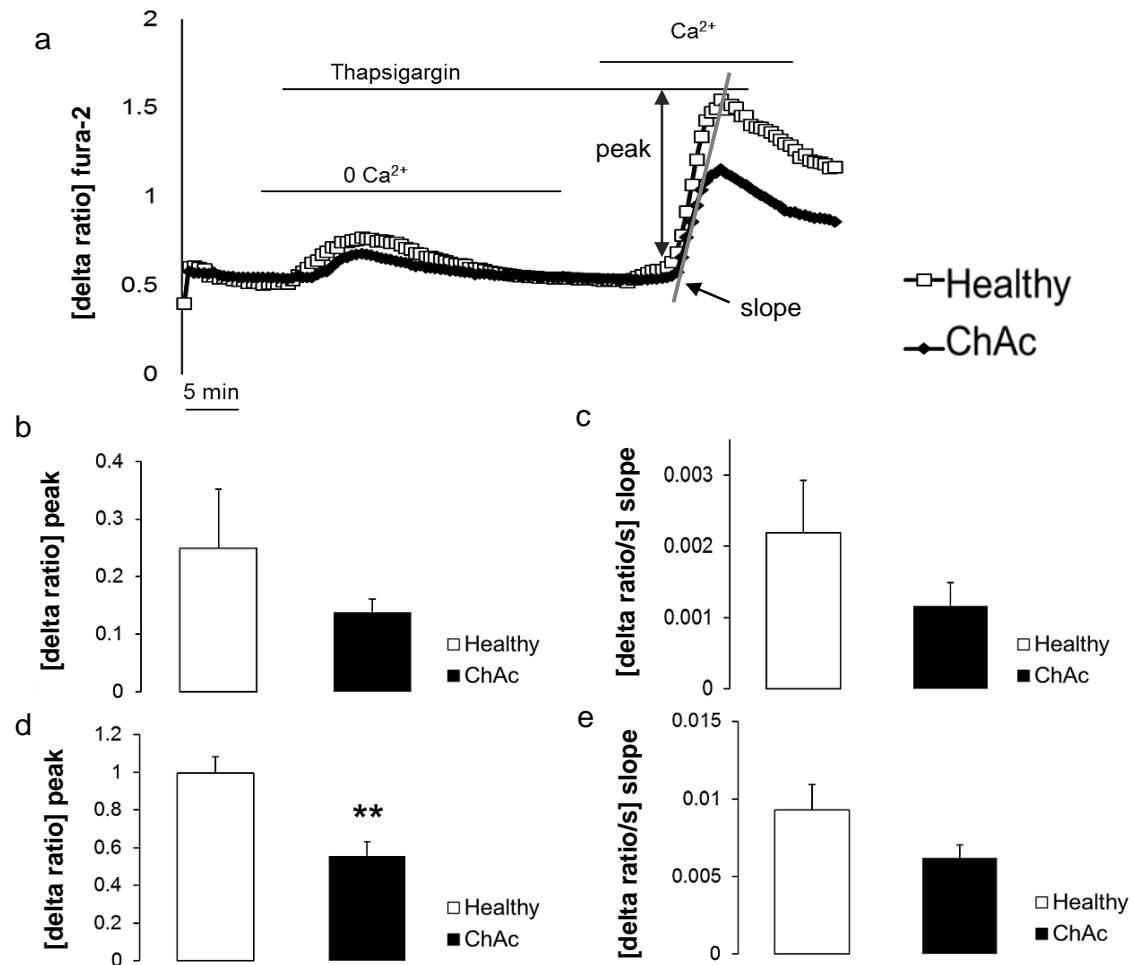 a
[delta ratio] fura-2
2
1.5
1
0.5
0
Thapsigargin
Ca²⁺
0 Ca²⁺
peak
slope
Healthy
ChAc
5 min
b
[delta ratio] peak
0.4
0.3
0.2
0.1
0
Healthy
ChAc
c
[delta ratio/s] slope
0.003
0.002
0.001
0
Healthy
ChAc
d
[delta ratio] peak
1.2
1
0.8
0.6
0.4
0.2
0
**
Healthy
ChAc
e
[delta ratio/s] slope
0.015
0.01
0.005
0
Healthy
ChAc